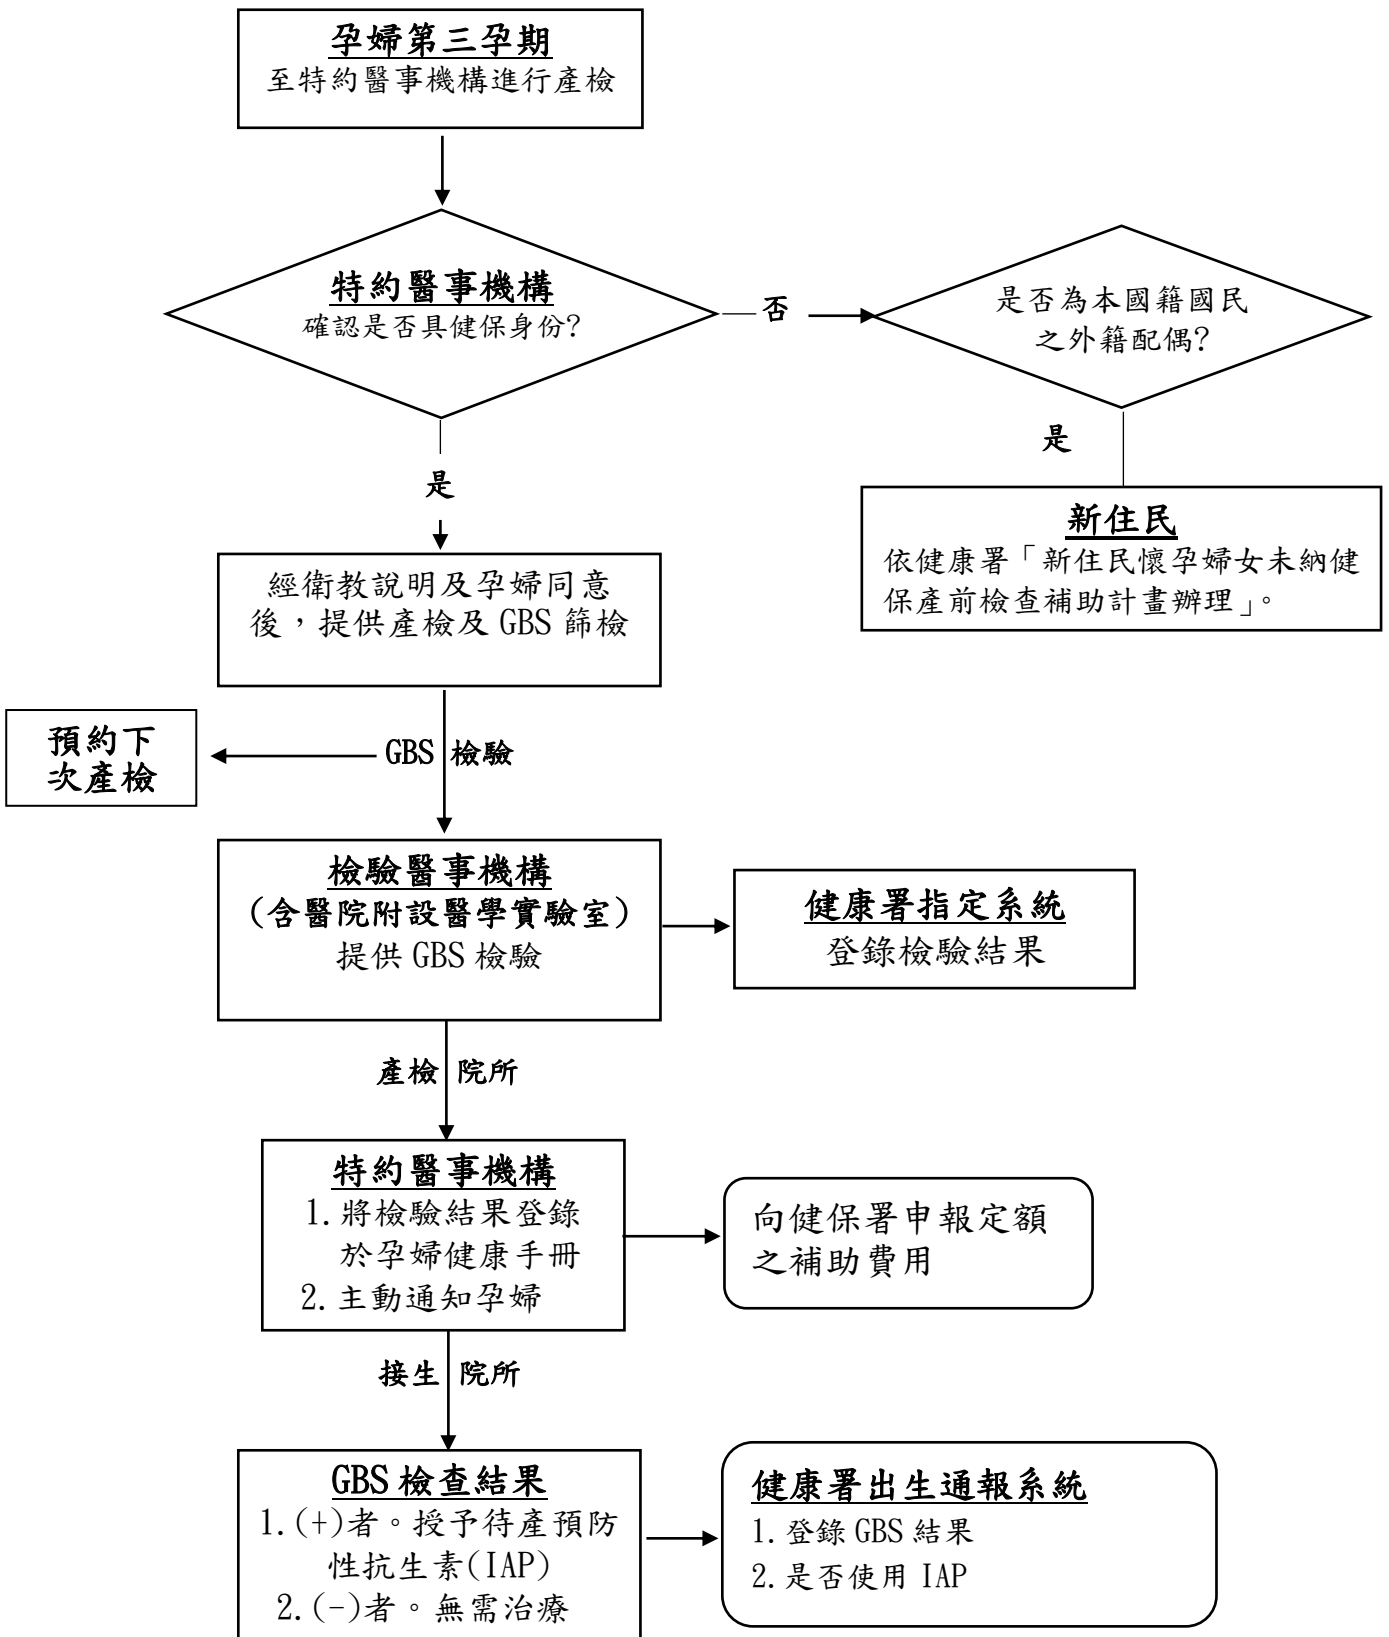 孕婦第三孕期
至特約醫事機構進行產檢
特約醫事機構
確認是否具健保身份?
否
是否為本國籍國民
之外籍配偶?
是
是
新住民
依健康署「新住民懷孕婦女未納健
保產前檢查補助計畫辦理」。
經衛教說明及孕婦同意
後，提供產檢及 GBS 篩檢
預約下
次產檢
GBS 檢驗
檢驗醫事機構
(含醫院附設醫學實驗室)
提供 GBS 檢驗
健康署指定系統
登錄檢驗結果
產檢 院所
特約醫事機構
1. 將檢驗結果登錄
於孕婦健康手冊
2. 主動通知孕婦
向健保署申報定額
之補助費用
接生 院所
GBS 檢查結果
1. (+)者。授予待產預防
性抗生素(IAP)
2. (-)者。無需治療
健康署出生通報系統
1. 登錄 GBS 結果
2. 是否使用 IAP